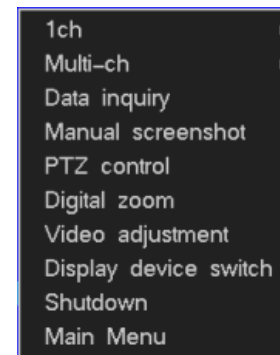 1ch
Multi-ch
Data inquiry
Manual screenshot
PTZ control
Digital zoom
Video adjustment
Display device switch
Shutdown
Main Menu